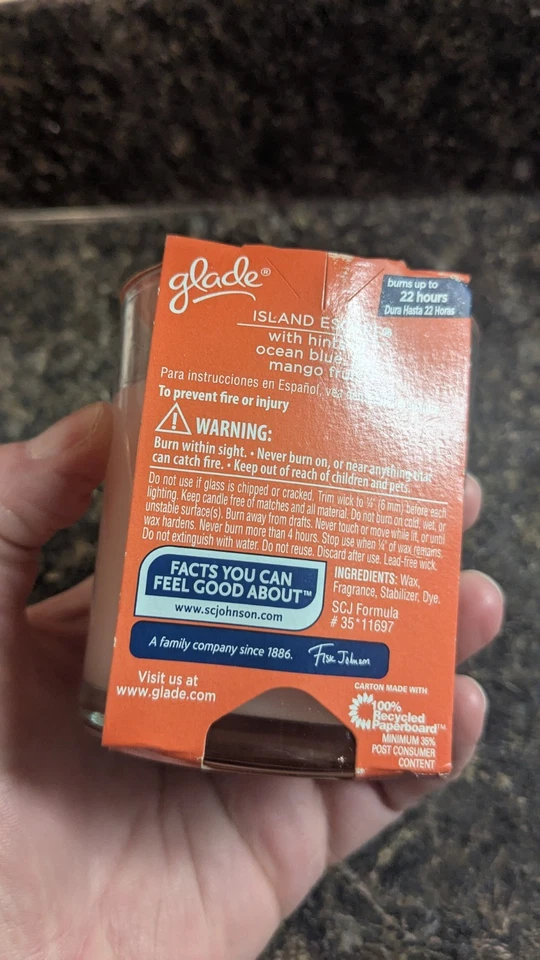 glade®
burns up to
22 hours
Dura Hasta 22 Horas
ISLAND
with
ocean blue
mango
Para instrucciones en Español,
To prevent fire or injury
WARNING:
Burn within sight. • Never burn on, or near anything that
can catch fire. • Keep out of reach of children and pets.
Do not use if glass is chipped or cracked. Trim wick to ¼" (6 mm) before each
lighting. Keep candle free of matches and all material. Do not burn on cold, wet, or
unstable surface(s). Burn away from drafts. Never touch or move while lit, or until
wax hardens. Never burn more than 4 hours. Stop use when ¼" of wax remains.
Do not extinguish with water. Do not reuse. Discard after use. Lead-free wick.
FACTS YOU CAN
FEEL GOOD ABOUT™
www.scjohnson.com
INGREDIENTS: Wax,
Fragrance, Stabilizer, Dye.
SCJ Formula
# 35*11697
A family company since 1886. Fisk Johnson
Visit us at
www.glade.com
CARTON MADE WITH
100%
Recycled
Paperboard™
MINIMUM 35%
POST CONSUMER
CONTENT